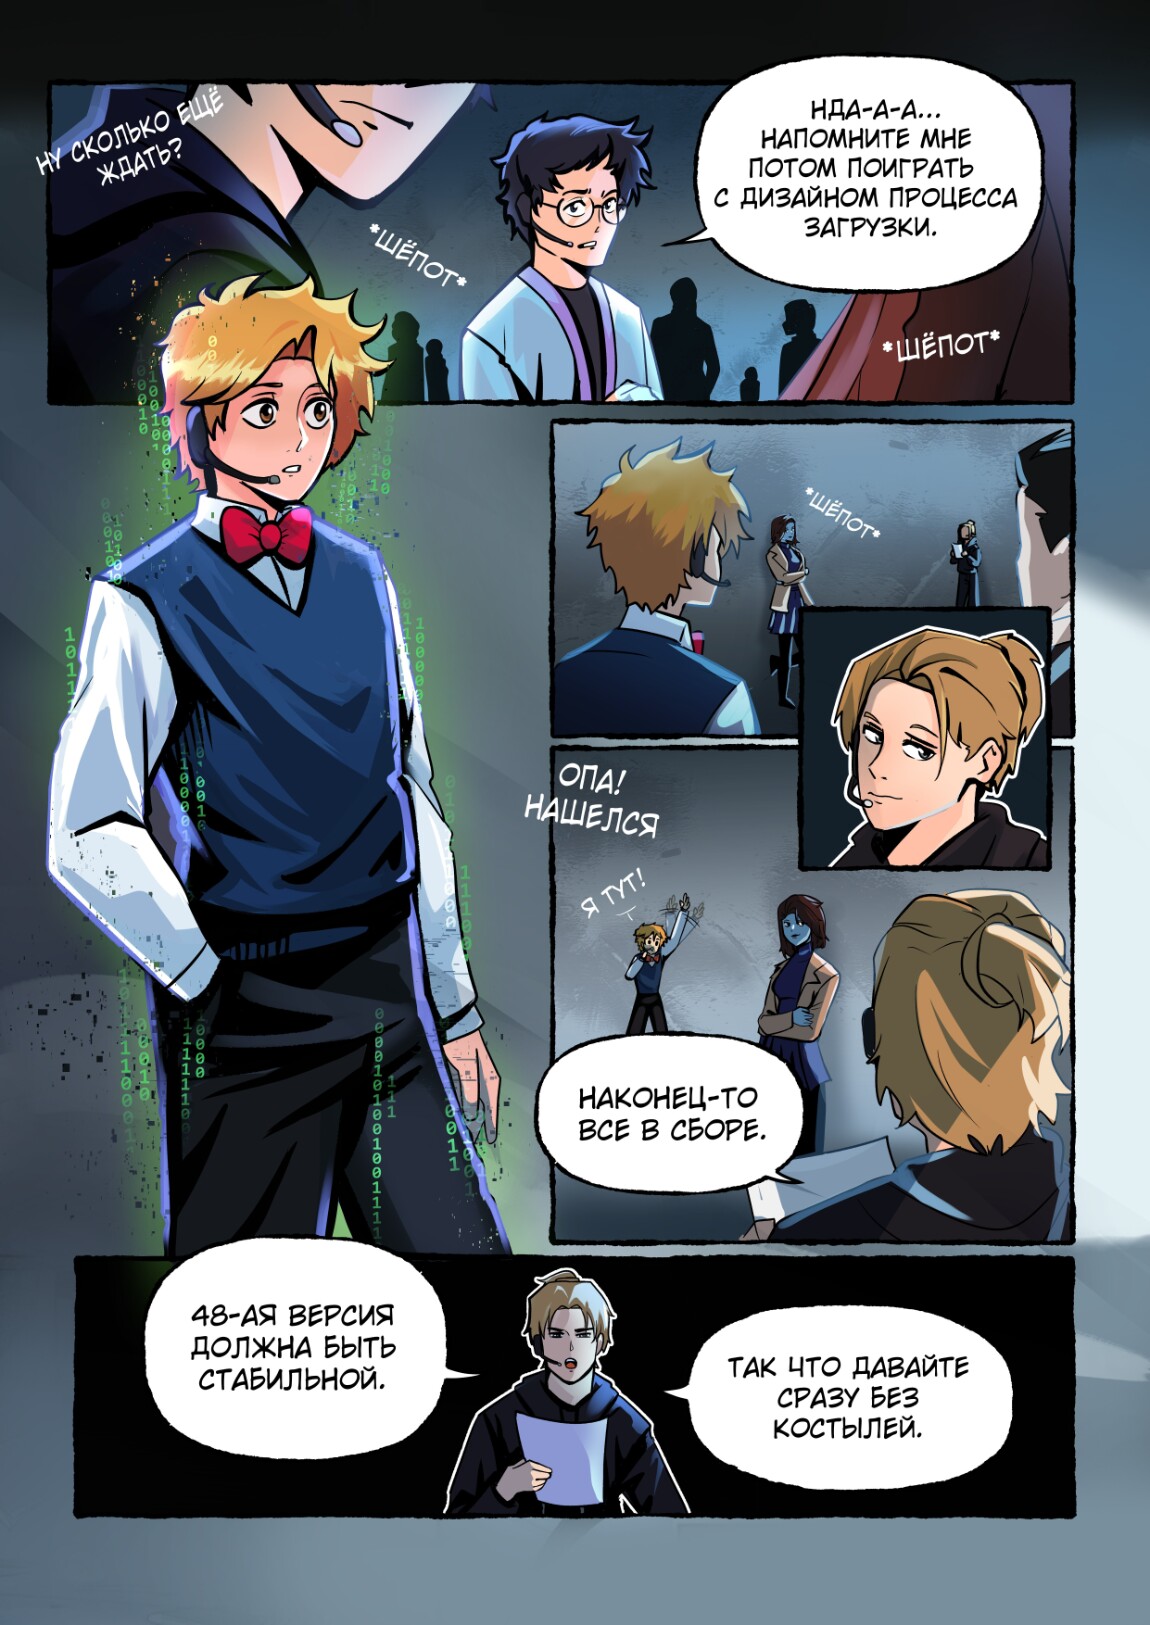 НУ СКОЛЬКО ЕЩЁ
ЖДАТЬ?
*ШЁПОТ*
НДА-А-А...
НАПОМНИТЕ МНЕ
ПОТОМ ПОИГРАТЬ
С ДИЗАЙНОМ ПРОЦЕССА
ЗАГРУЗКИ.
*ШЁПОТ*
*ШЁПОТ*
ОПА!
НАШЕЛСЯ
Я ТУТ!
НАКОНЕЦ-ТО
ВСЕ В СБОРЕ.
48-АЯ ВЕРСИЯ
ДОЛЖНА БЫТЬ
СТАБИЛЬНОЙ.
ТАК ЧТО ДАВАЙТЕ
СРАЗУ БЕЗ
КОСТЫЛЕЙ.